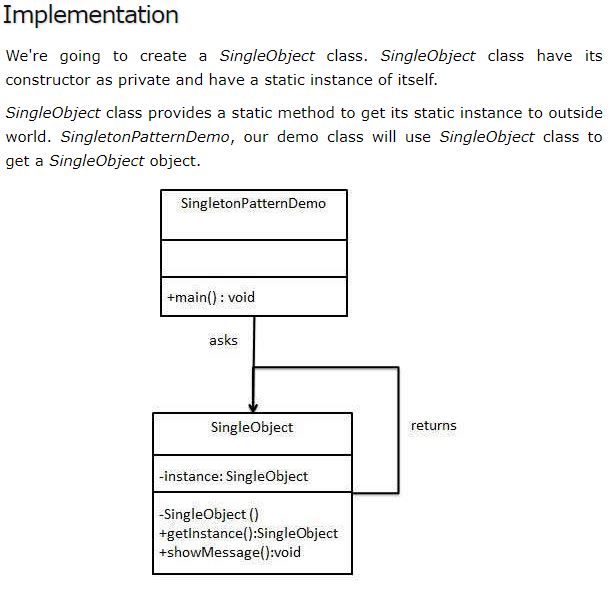 Implementation
We're going to create a SingleObject class. SingleObject class have its
constructor as private and have a static instance of itself.
SingleObject class provides a static method to get its static instance to outside
world. SingletonPatternDemo, our demo class will use SingleObject class to
get a SingleObject object.
SingletonPatternDemo
+main() : void
asks
SingleObject
returns
-instance: SingleObject
-SingleObject ()
+getInstance():SingleObject
+showMessage():void